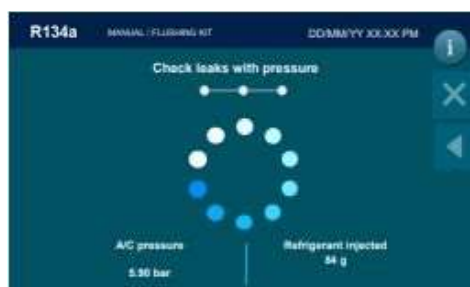 R134a MANUAL / FLUSHING KIT DD/MM/YY XX.XX PM
Check leaks with pressure
A/C pressure Refrigerant injected
5.90 bar 84 g